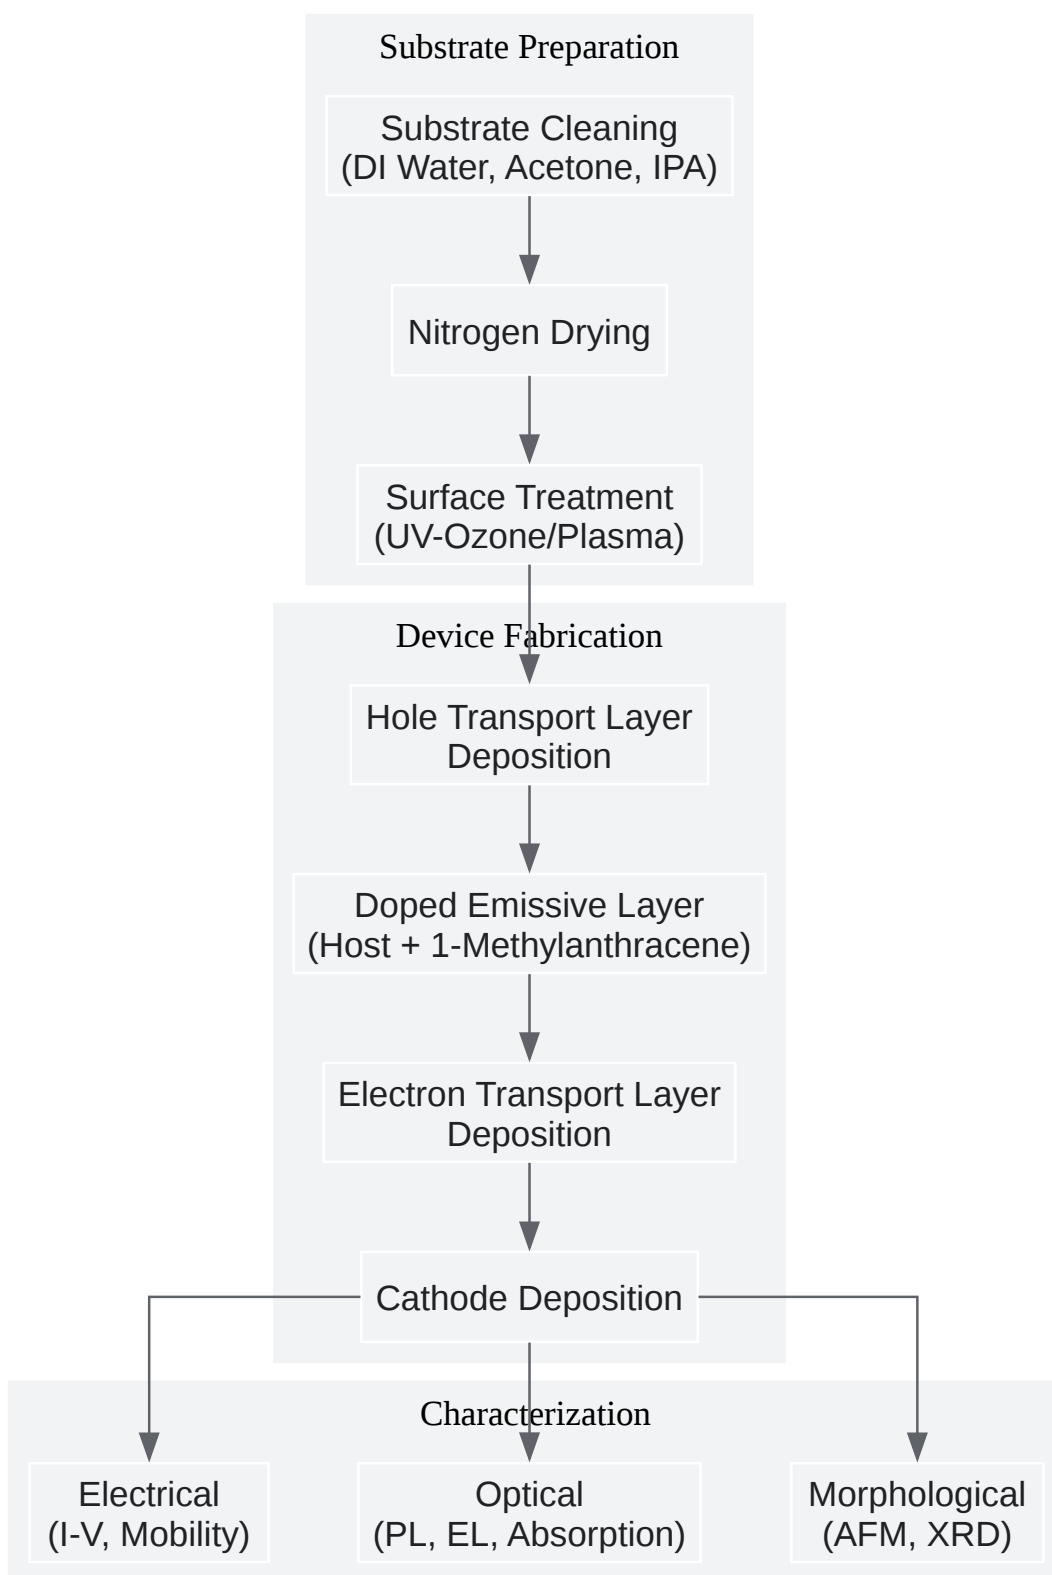 Substrate Preparation
Substrate Cleaning
(DI Water, Acetone, IPA)
Nitrogen Drying
Surface Treatment
(UV-Ozone/Plasma)
Device Fabrication
Hole Transport Layer
Deposition
Doped Emissive Layer
(Host + 1-Methylanthracene)
Electron Transport Layer
Deposition
Cathode Deposition
Characterization
Electrical
(I-V, Mobility)
Optical
(PL, EL, Absorption)
Morphological
(AFM, XRD)